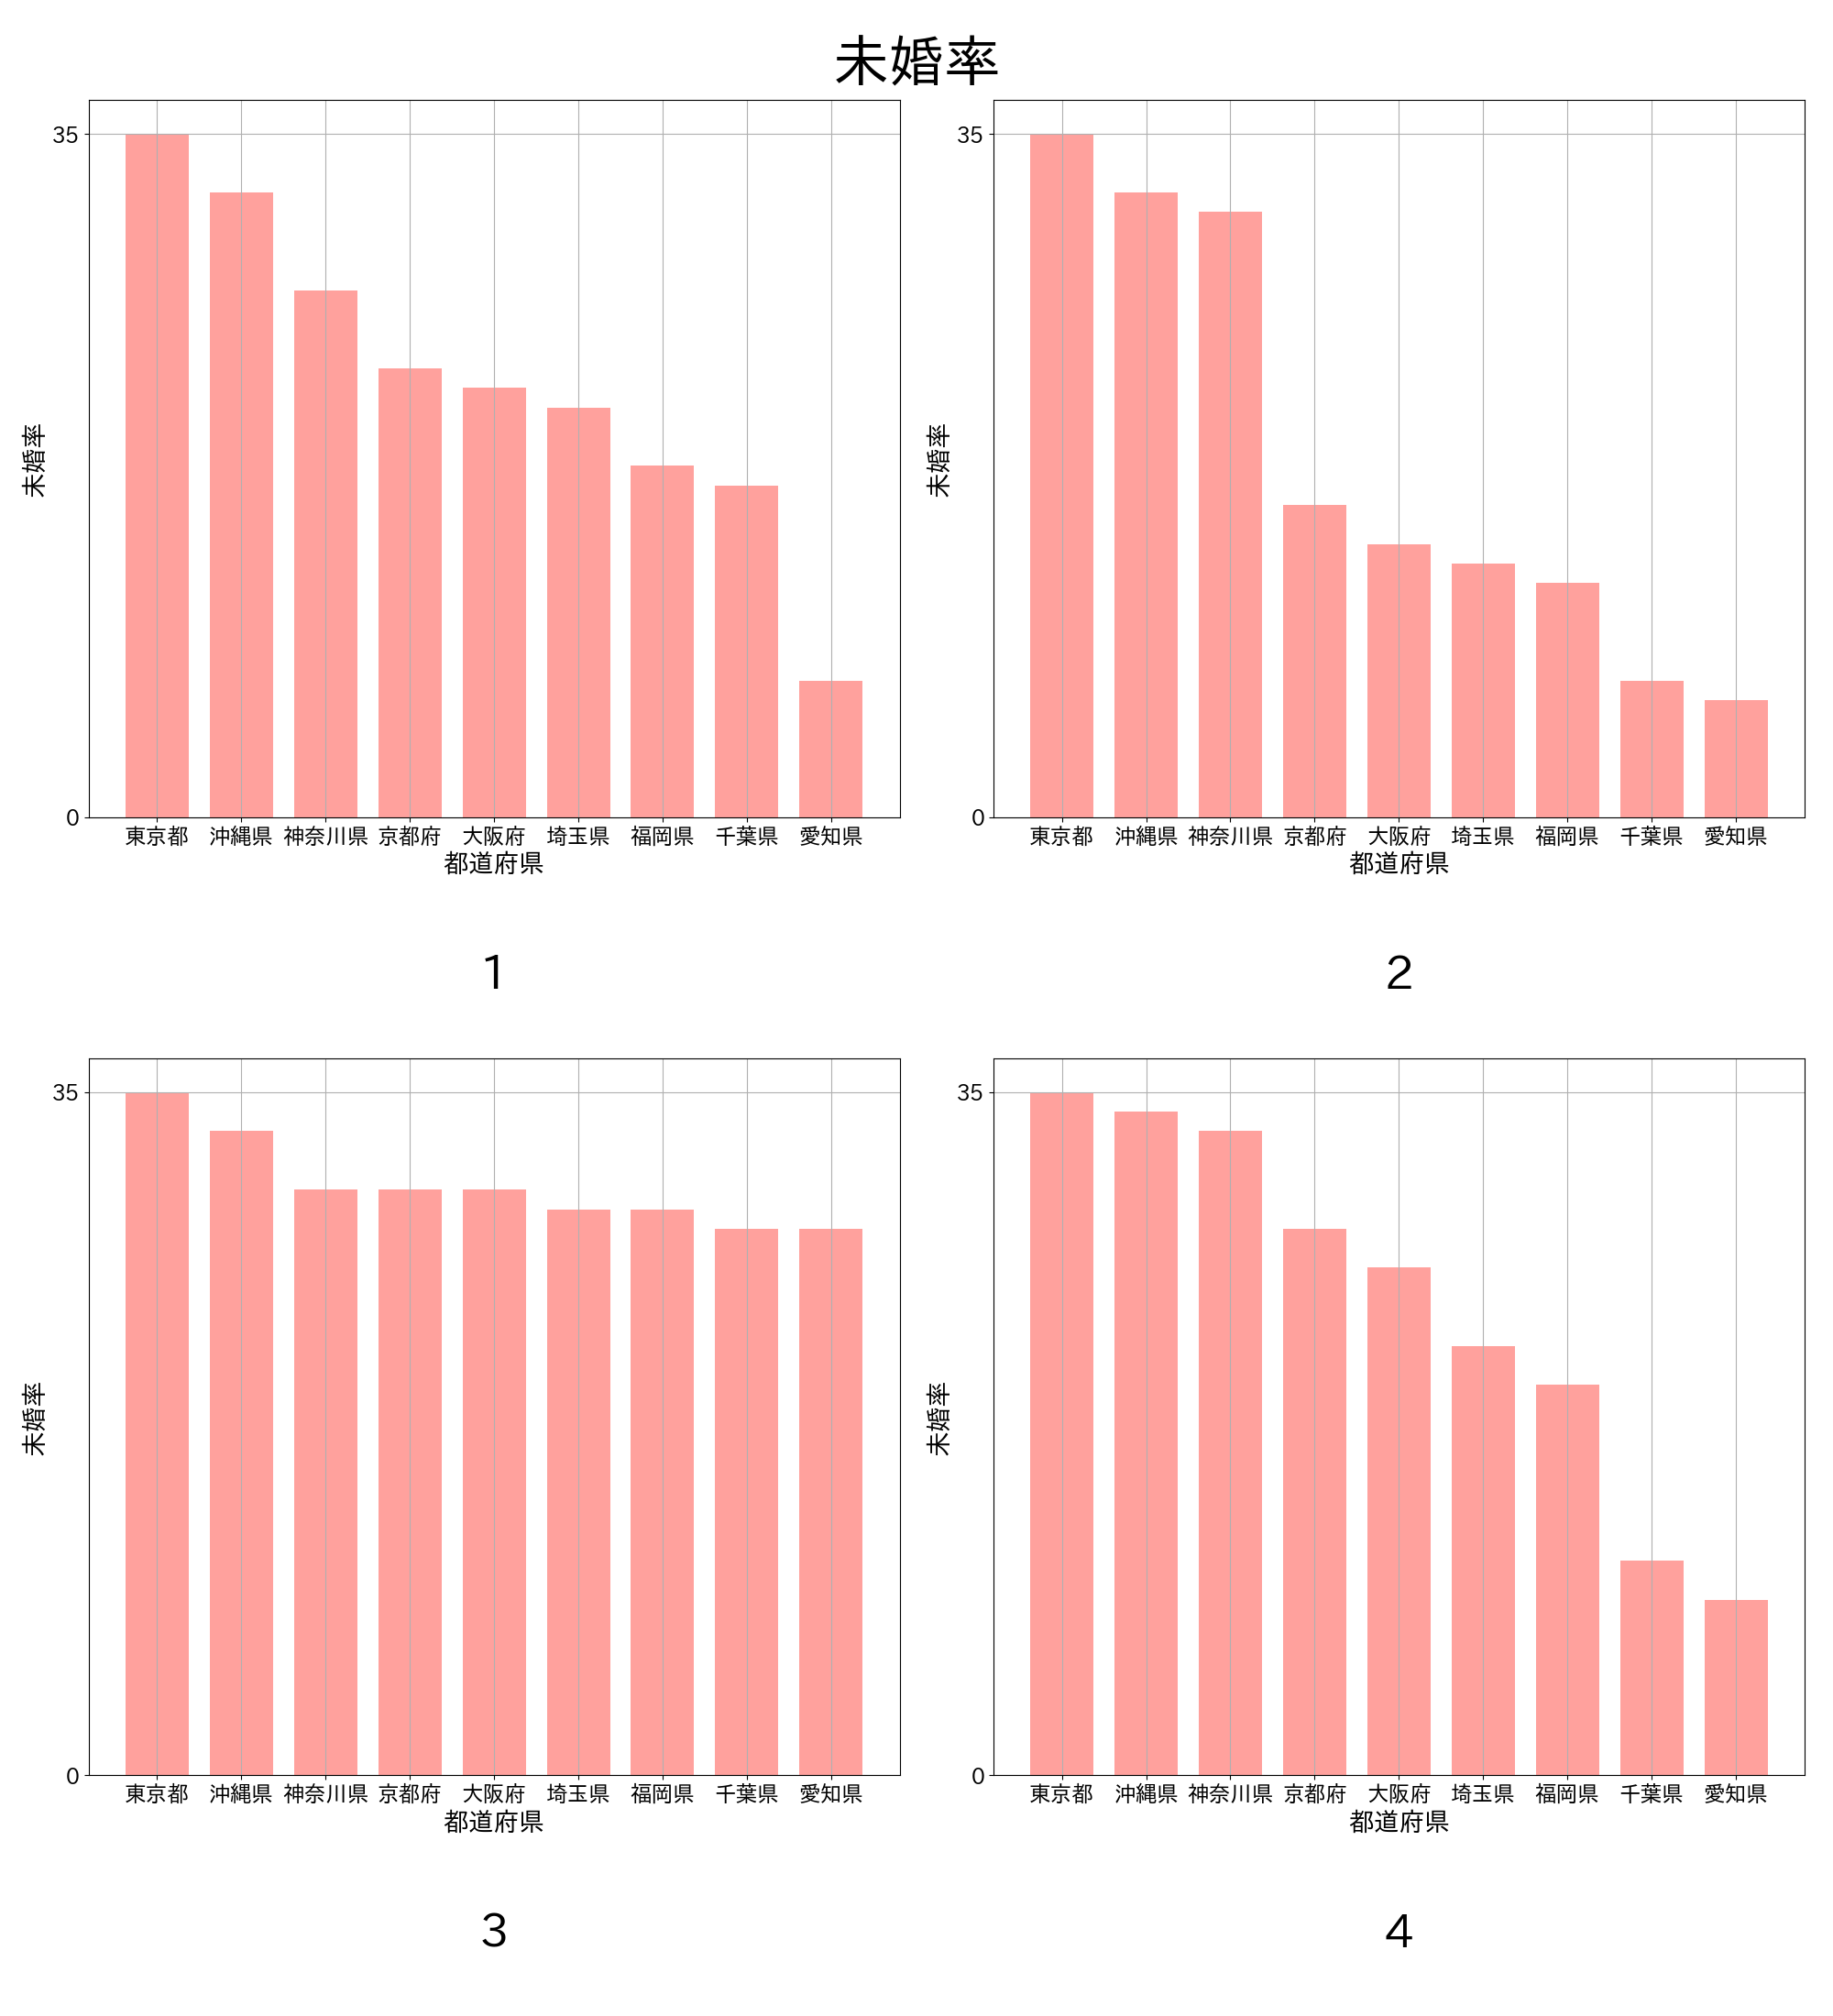 未婚率
35
0
未婚率
東京都 沖縄県 神奈川県 京都府 大阪府 埼玉県 福岡県 千葉県 愛知県
都道府県
1
35
0
未婚率
東京都 沖縄県 神奈川県 京都府 大阪府 埼玉県 福岡県 千葉県 愛知県
都道府県
2
35
0
未婚率
東京都 沖縄県 神奈川県 京都府 大阪府 埼玉県 福岡県 千葉県 愛知県
都道府県
3
35
0
未婚率
東京都 沖縄県 神奈川県 京都府 大阪府 埼玉県 福岡県 千葉県 愛知県
都道府県
4